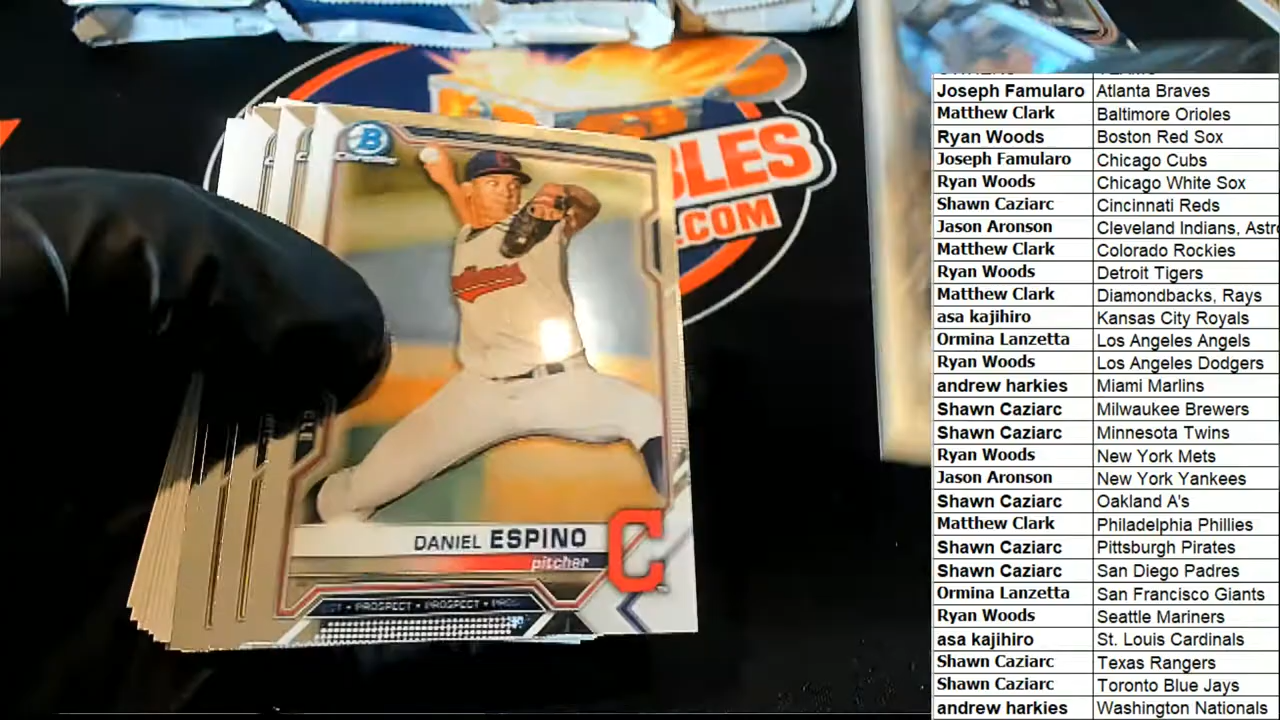 B
Chrome
BLES
.COM
Indians
DANIEL ESPINO
pitcher
C
PROSPECT • PROSPECT
Joseph Famularo Atlanta Braves
Matthew Clark Baltimore Orioles
Ryan Woods Boston Red Sox
Joseph Famularo Chicago Cubs
Ryan Woods Chicago White Sox
Shawn Caziarc Cincinnati Reds
Jason Aronson Cleveland Indians, Astr
Matthew Clark Colorado Rockies
Ryan Woods Detroit Tigers
Matthew Clark Diamondbacks, Rays
asa kajihiro Kansas City Royals
Ormina Lanzetta Los Angeles Angels
Ryan Woods Los Angeles Dodgers
andrew harkies Miami Marlins
Shawn Caziarc Milwaukee Brewers
Shawn Caziarc Minnesota Twins
Ryan Woods New York Mets
Jason Aronson New York Yankees
Shawn Caziarc Oakland A's
Matthew Clark Philadelphia Phillies
Shawn Caziarc Pittsburgh Pirates
Shawn Caziarc San Diego Padres
Ormina Lanzetta San Francisco Giants
Ryan Woods Seattle Mariners
asa kajihiro St. Louis Cardinals
Shawn Caziarc Texas Rangers
Shawn Caziarc Toronto Blue Jays
andrew harkies Washington Nationals